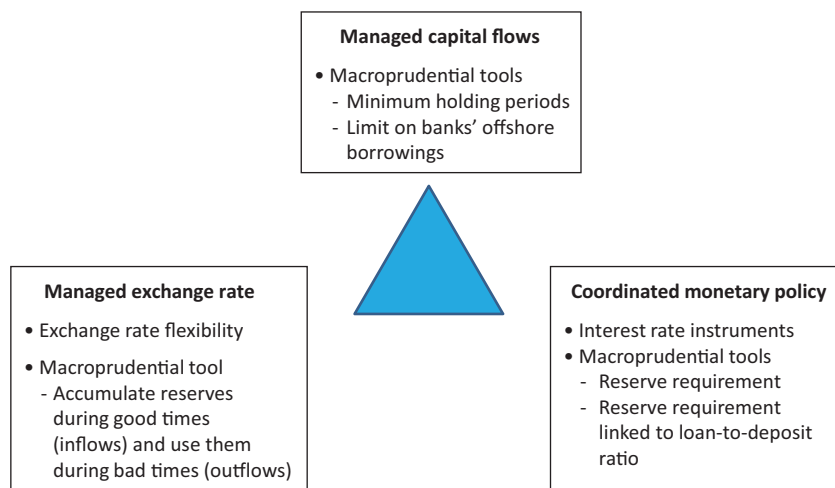 Managed capital flows
• Macroprudential tools
- Minimum holding periods
- Limit on banks’ offshore
borrowings
Managed exchange rate
• Exchange rate flexibility
• Macroprudential tool
- Accumulate reserves
during good times
(inflows) and use them
during bad times (outflows)
Coordinated monetary policy
• Interest rate instruments
• Macroprudential tools
- Reserve requirement
- Reserve requirement
linked to loan-to-deposit
ratio